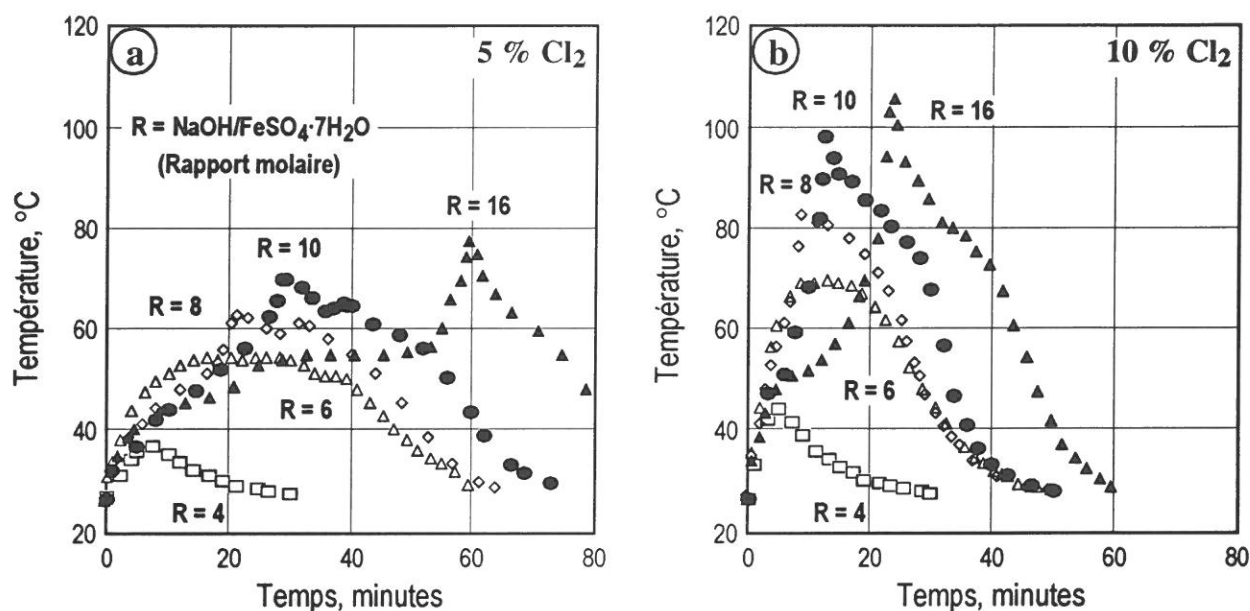 a
5 % Cl₂
R = NaOH/FeSO₄·7H₂O
(Rapport molaire)
R = 16
R = 10
R = 8
R = 6
R = 4
120
100
80
60
40
20
0
20
40
60
80
Température, °C
Temps, minutes
b
10 % Cl₂
R = 10
R = 16
R = 8
R = 6
R = 4
120
100
80
60
40
20
0
20
40
60
80
Température, °C
Temps, minutes